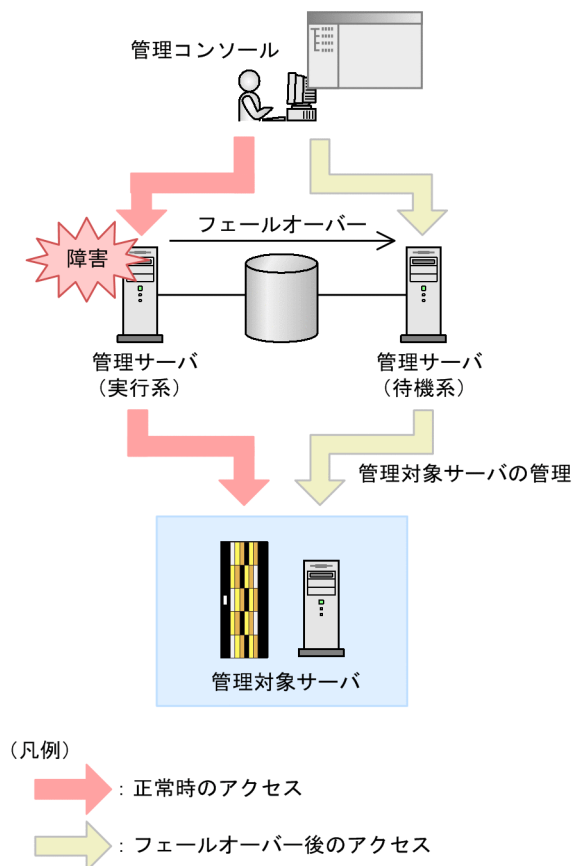 管理コンソール
フェールオーバー
障害
管理サーバ
(実行系)
管理サーバ
(待機系)
管理対象サーバの管理
管理対象サーバ
(凡例)
：正常時のアクセス
：フェールオーバー後のアクセス